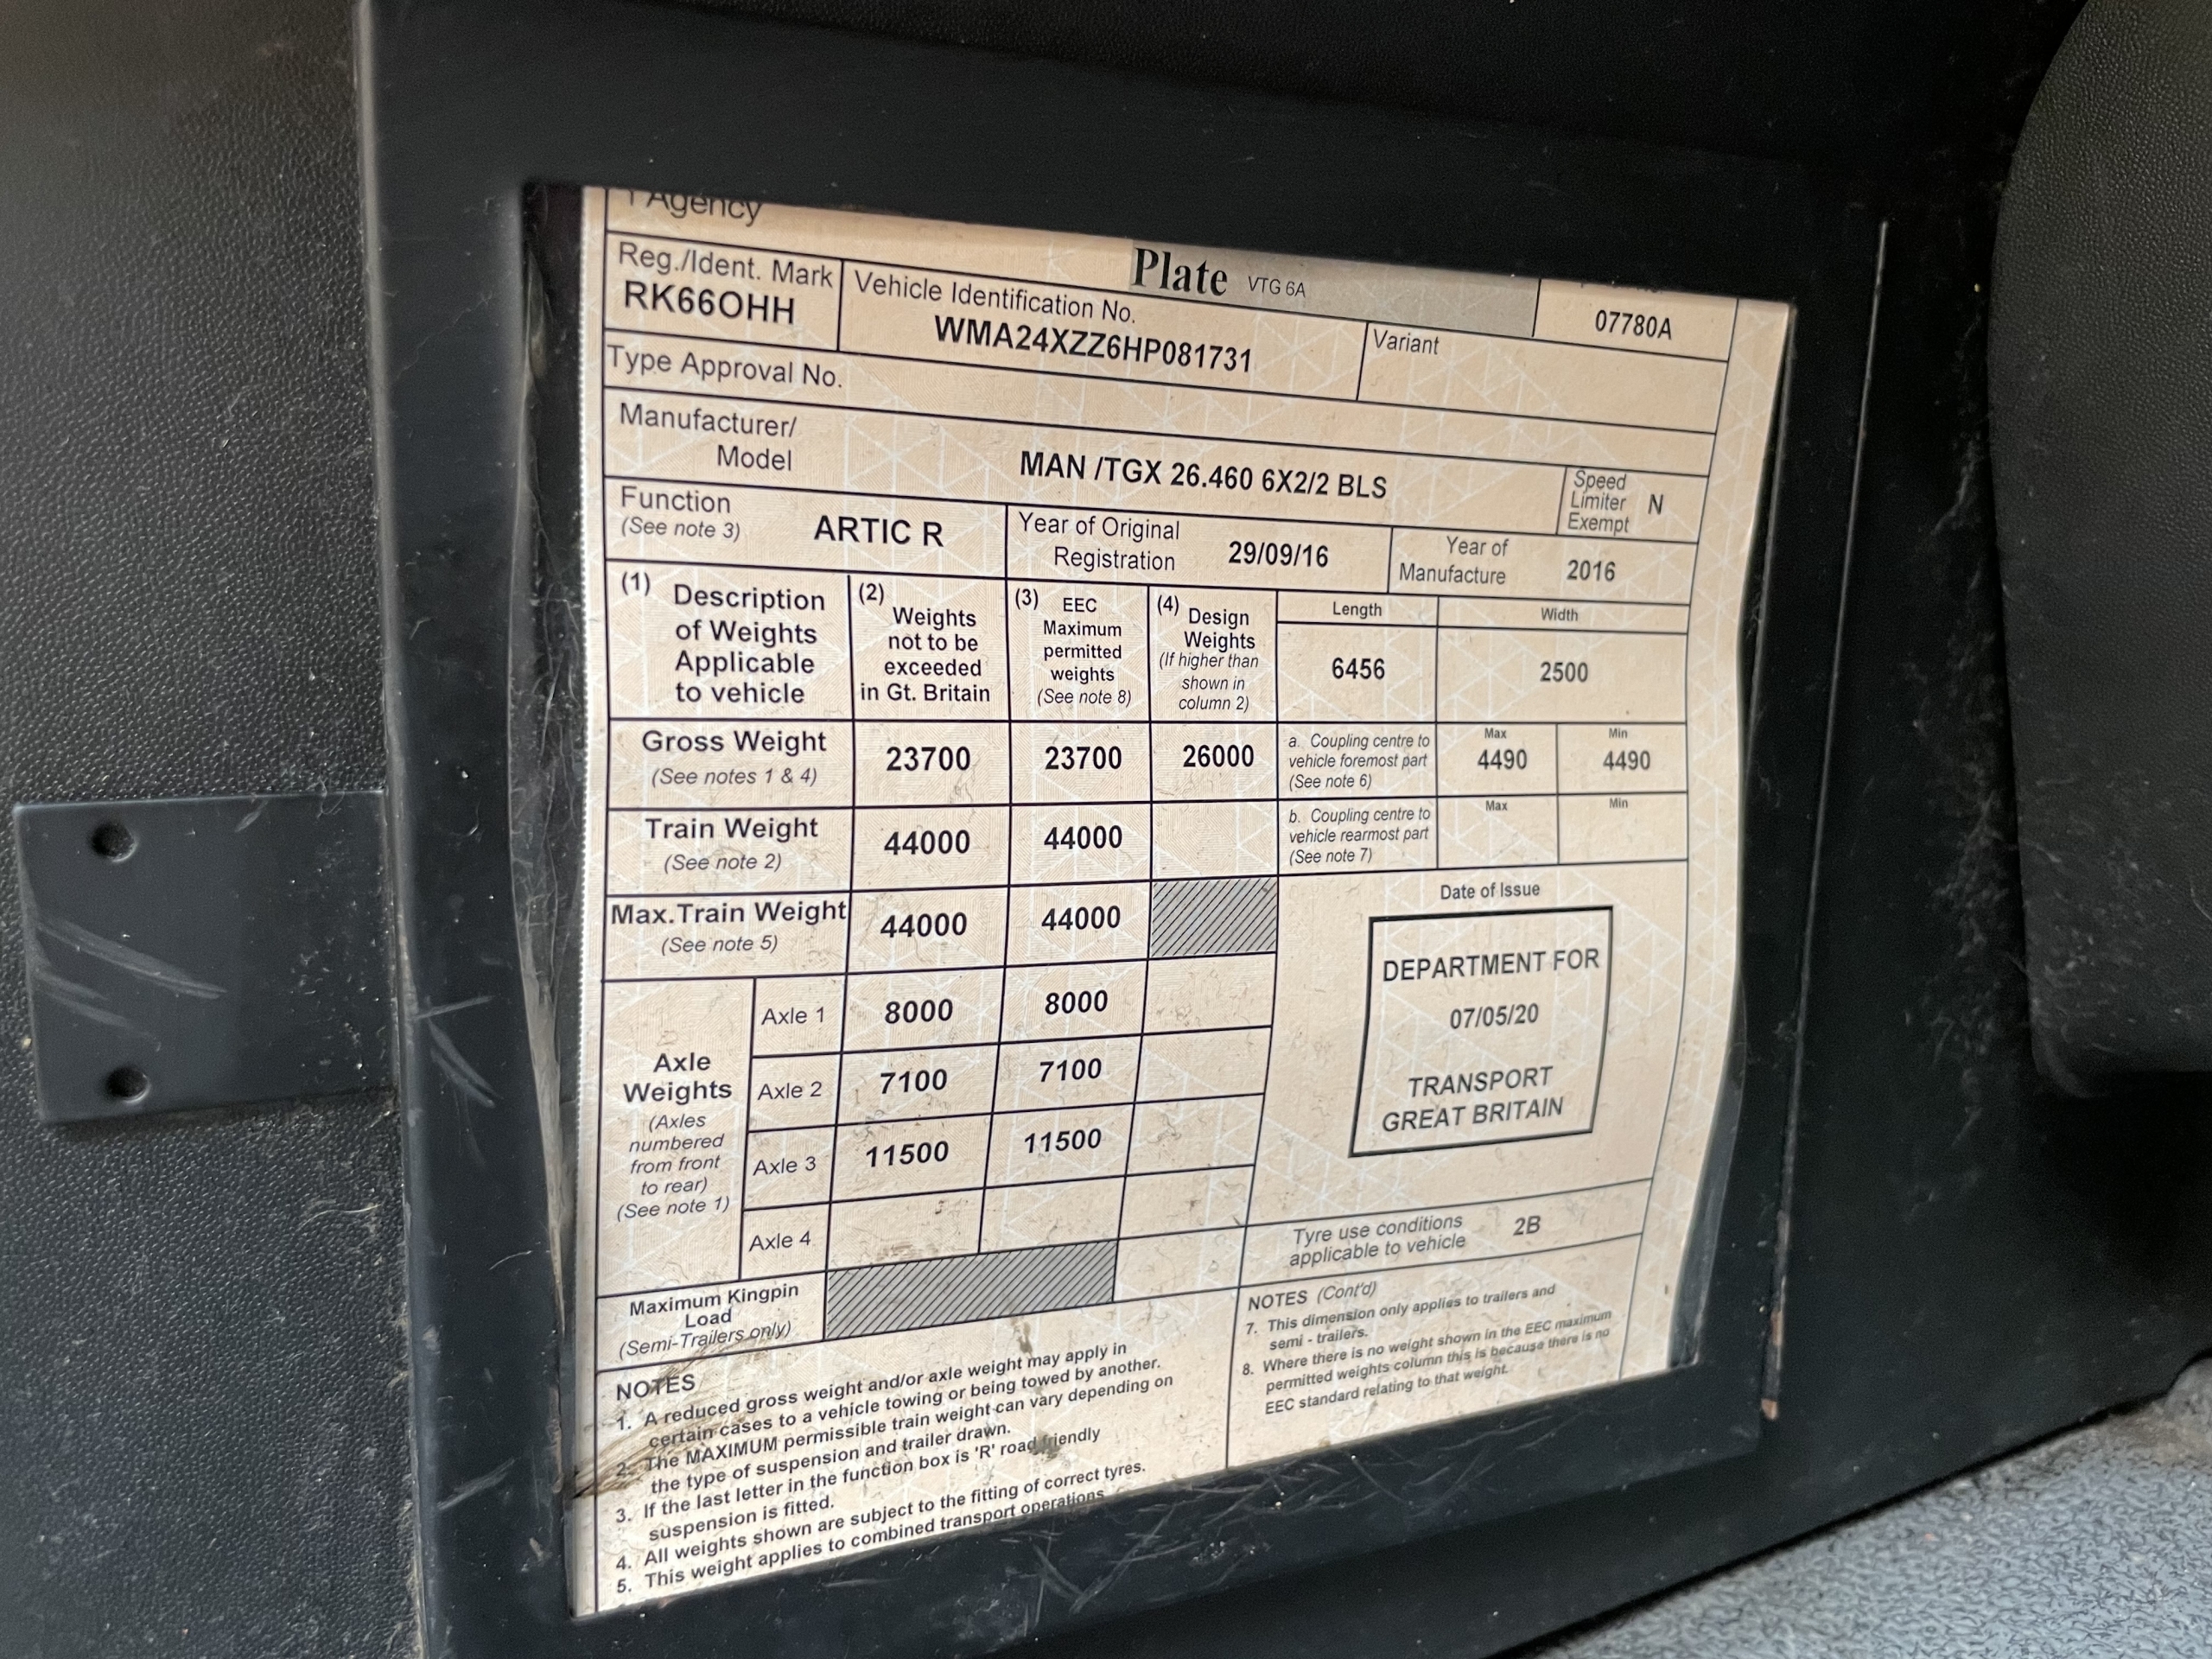 Agency
Plate VTG 6A
07780A
Reg./Ident. Mark
RK66OHH
Vehicle Identification No.
WMA24XZZ6HP081731
Variant
Type Approval No.
Manufacturer/
Model
MAN /TGX 26.460 6X2/2 BLS
Speed
Limiter
Exempt
N
Function
(See note 3)
ARTIC R
Year of Original
Registration
29/09/16
Year of
Manufacture
2016
(1) Description
of Weights
Applicable
to vehicle
(2) Weights
not to be
exceeded
in Gt. Britain
(3) EEC
Maximum
permitted
weights
(See note 8)
(4) Design
Weights
(If higher than
shown in
column 2)
Length
6456
Width
2500
Gross Weight
(See notes 1 & 4)
23700
23700
26000
a. Coupling centre to
vehicle foremost part
(See note 6)
Max
4490
Min
4490
Train Weight
(See note 2)
44000
44000
b. Coupling centre to
vehicle rearmost part
(See note 7)
Max
Min
Max.Train Weight
(See note 5)
44000
44000
Date of Issue
DEPARTMENT FOR
07/05/20
TRANSPORT
GREAT BRITAIN
Axle
Weights
(Axles
numbered
from front
to rear)
(See note 1)
Axle 1
8000
8000
Axle 2
7100
7100
Axle 3
11500
11500
Axle 4
Tyre use conditions
applicable to vehicle
2B
Maximum Kingpin
Load
(Semi-Trailers only)
NOTES
1. A reduced gross weight and/or axle weight may apply in
certain cases to a vehicle towing or being towed by another.
2. The MAXIMUM permissible train weight can vary depending on
the type of suspension and trailer drawn.
3. If the last letter in the function box is 'R' road friendly
suspension is fitted.
4. All weights shown are subject to the fitting of correct tyres.
5. This weight applies to combined transport operations
NOTES (Cont'd)
7. This dimension only applies to trailers and
semi - trailers.
8. Where there is no weight shown in the EEC maximum
permitted weights column this is because there is no
EEC standard relating to that weight.